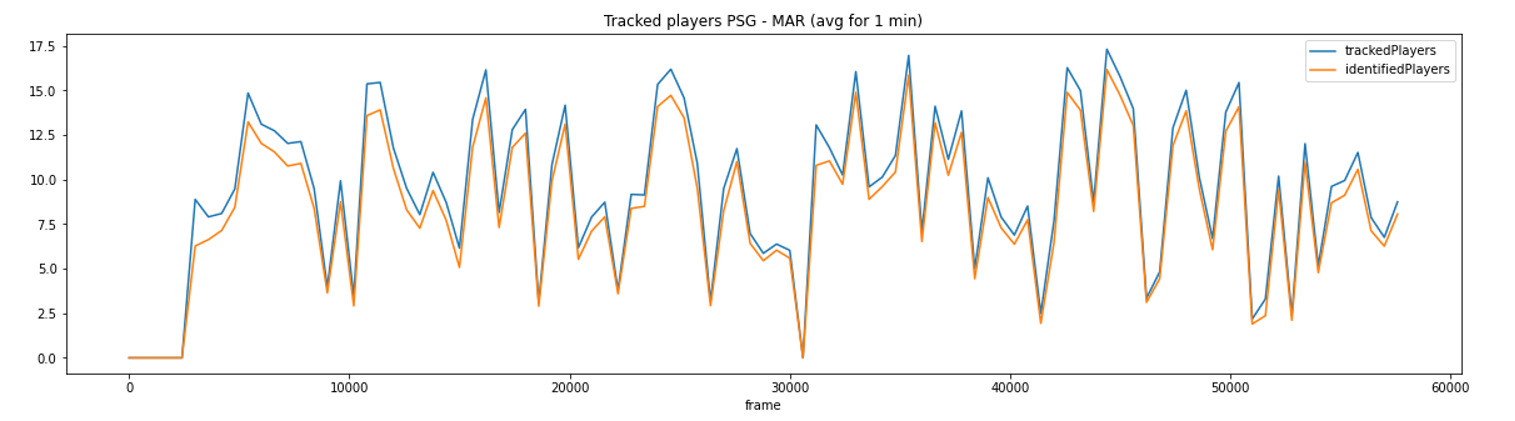 Tracked players PSG - MAR (avg for 1 min)
trackedPlayers
identifiedPlayers
17.5
15.0
12.5
10.0
7.5
5.0
2.5
0.0
0 10000 20000 30000 40000 50000 60000
frame